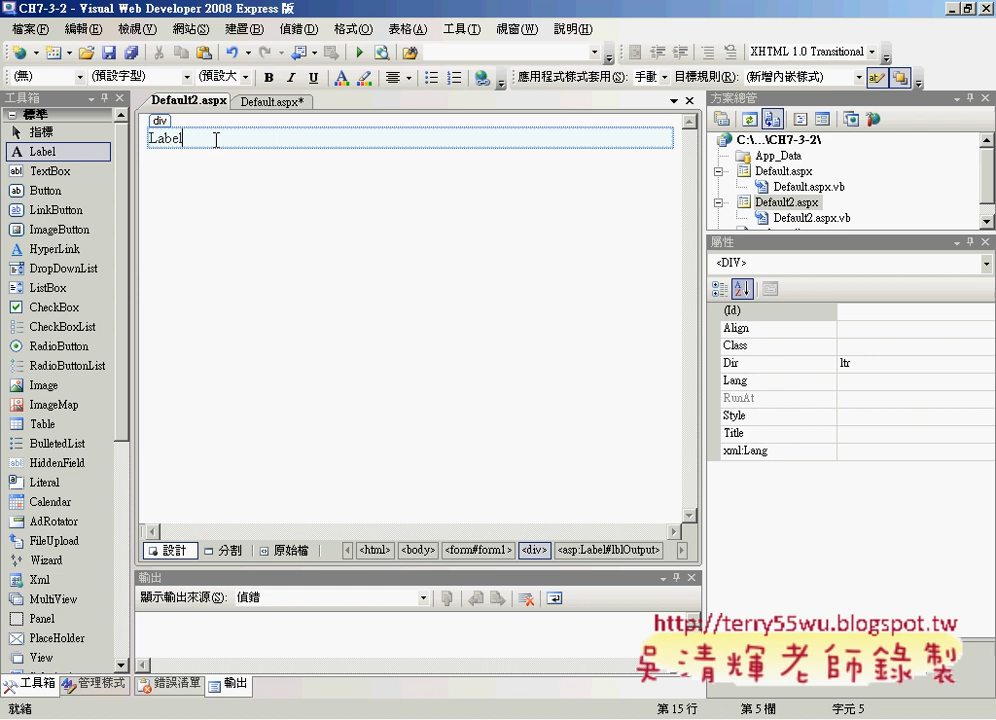 CH7-3-2 - Visual Web Developer 2008 Express 版
檔案(F) 編輯(E) 檢視(V) 網站(S) 建置(B) 偵錯(D) 格式(O) 表格(A) 工具(T) 視窗(W) 說明(H)
XHTML 1.0 Transitional
(無) (預設字型) (預設大 B I U A 應用程式樣式套用(S): 手動 目標規則(R): (新增內嵌樣式)
工具箱
標準
指標
A Label
TextBox
Button
LinkButton
ImageButton
A HyperLink
DropDownList
ListBox
CheckBox
CheckBoxList
RadioButton
RadioButtonList
Image
ImageMap
Table
BulletedList
HiddenField
Literal
Calendar
AdRotator
FileUpload
Wizard
Xml
MultiView
Panel
PlaceHolder
View
工具箱 管理樣式
Default2.aspx Default.aspx*
div
Label
設計 分割 原始檔 <html> <body> <form#form1> <div> <asp:Label#lblOutput>
輸出
顯示輸出來源(S): 偵錯
錯誤清單 輸出
方案總管
C:\...\CH7-3-2\
App_Data
Default.aspx
Default.aspx.vb
Default2.aspx
Default2.aspx.vb
屬性
<DIV>
(Id)
Align
Class
Dir ltr
Lang
RunAt
Style
Title
xml:Lang
http://terry55wu.blogspot.tw
吳清輝老師錄製
就緒 第 15 行 第 5 欄 字元 5